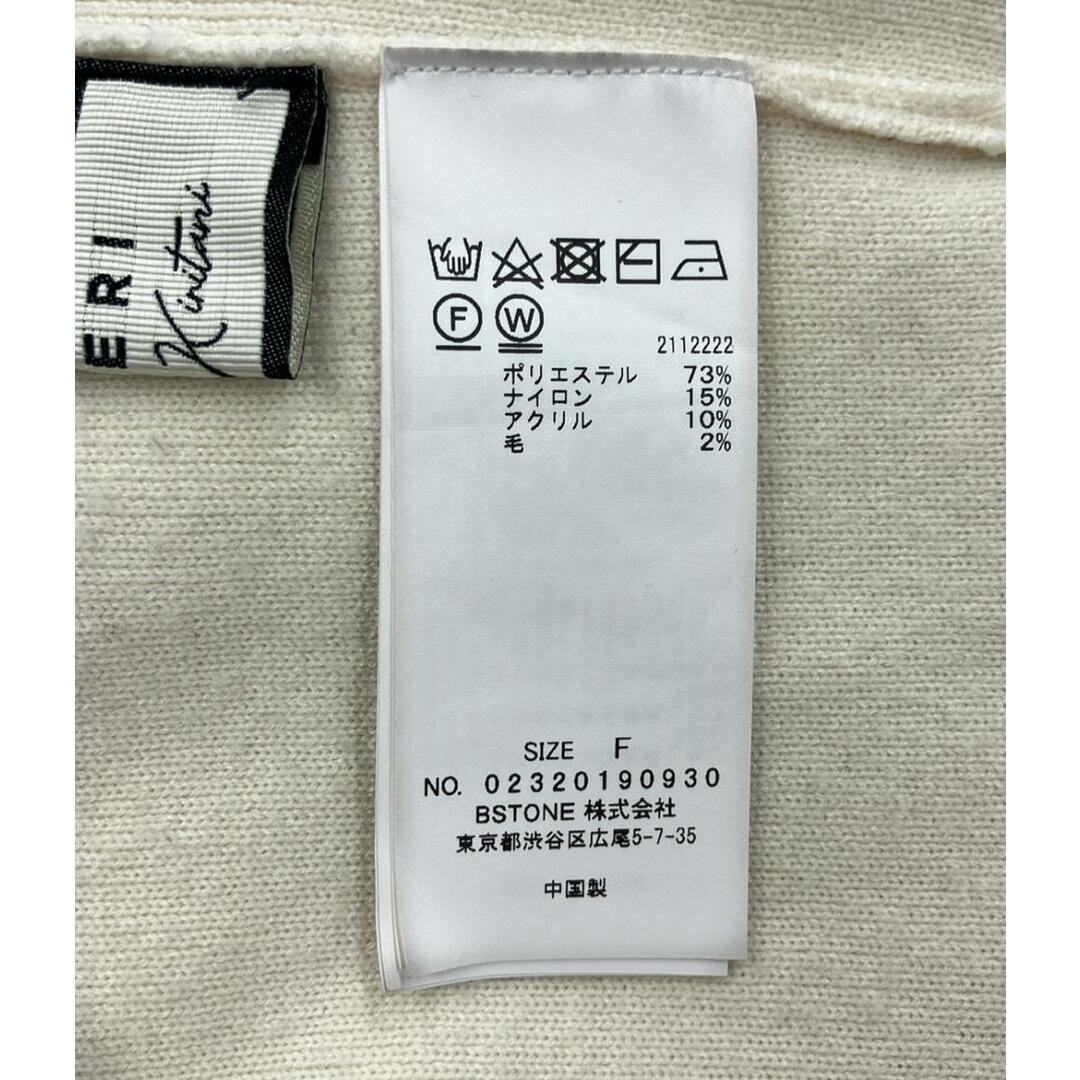 ERI
Kinitani
F W
2112222
ポリエステル 73%
ナイロン 15%
アクリル 10%
毛 2%
SIZE F
NO. 02320190930
BSTONE 株式会社
東京都渋谷区広尾5-7-35
中国製